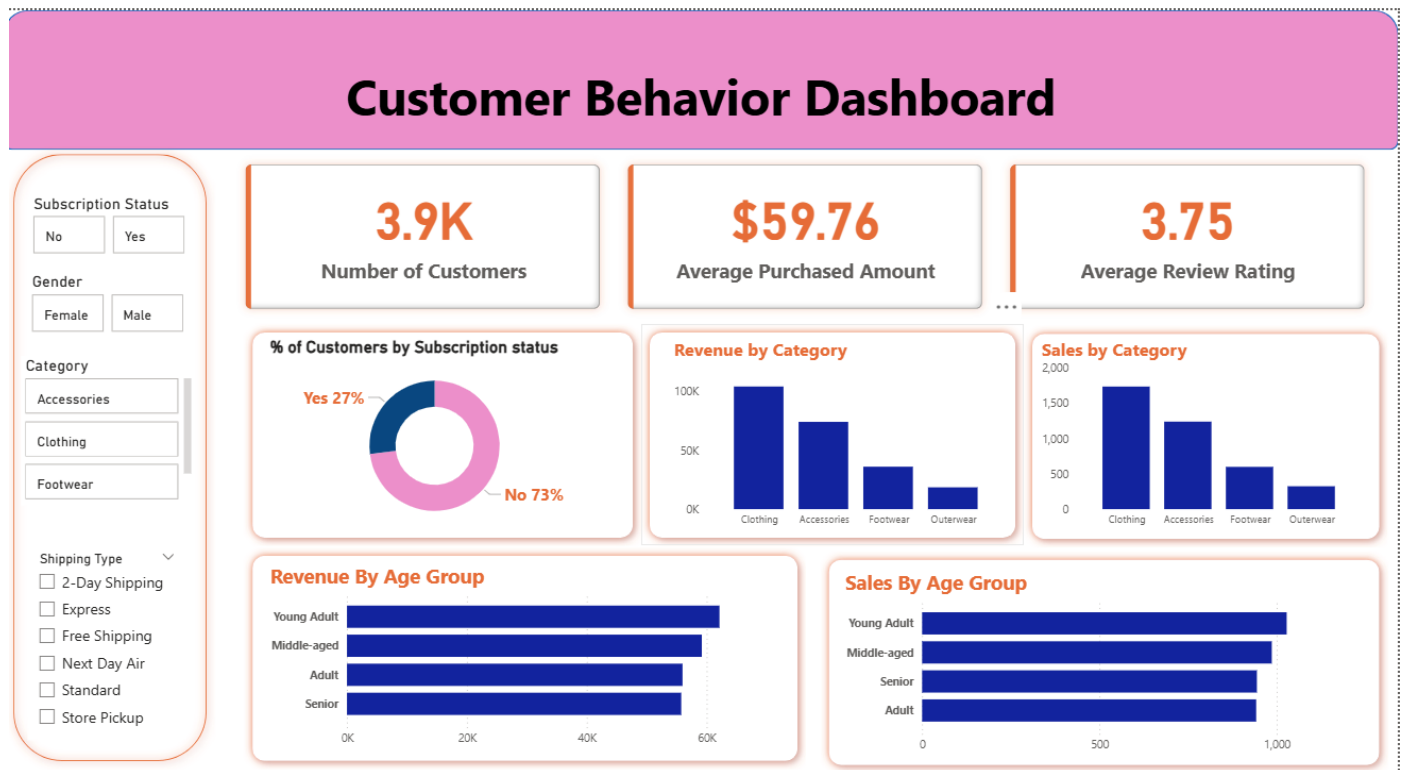 Customer Behavior Dashboard
Subscription Status
No
Yes
Gender
Female
Male
Category
Accessories
Clothing
Footwear
Shipping Type
2-Day Shipping
Express
Free Shipping
Next Day Air
Standard
Store Pickup
3.9K
Number of Customers
$59.76
Average Purchased Amount
3.75
Average Review Rating
% of Customers by Subscription status
Yes 27%
No 73%
Revenue by Category
100K
50K
0K
Clothing
Accessories
Footwear
Outerwear
Sales by Category
2,000
1,500
1,000
500
0
Clothing
Accessories
Footwear
Outerwear
Revenue By Age Group
Young Adult
Middle-aged
Adult
Senior
0K
20K
40K
60K
Sales By Age Group
Young Adult
Middle-aged
Senior
Adult
0
500
1,000